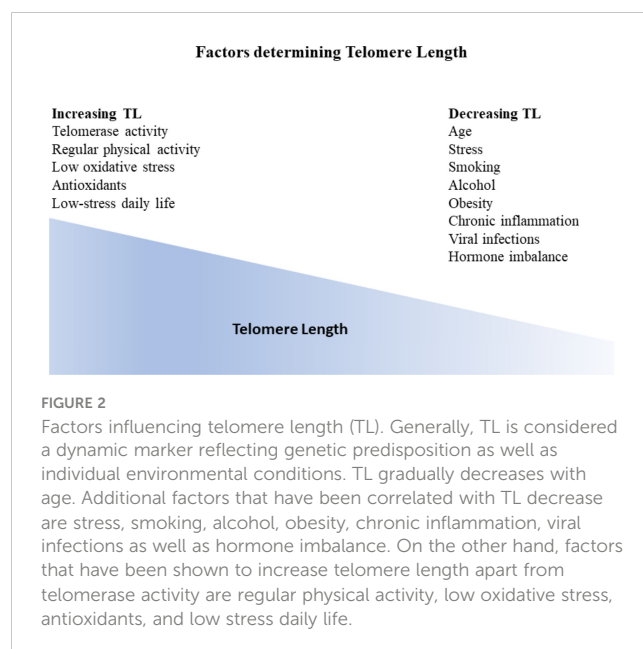 Factors determining Telomere Length
Increasing TL
Telomerase activity
Regular physical activity
Low oxidative stress
Antioxidants
Low-stress daily life
Decreasing TL
Age
Stress
Smoking
Alcohol
Obesity
Chronic inflammation
Viral infections
Hormone imbalance
Telomere Length
FIGURE 2
Factors influencing telomere length (TL). Generally, TL is considered
a dynamic marker reflecting genetic predisposition as well as
individual environmental conditions. TL gradually decreases with
age. Additional factors that have been correlated with TL decrease
are stress, smoking, alcohol, obesity, chronic inflammation, viral
infections as well as hormone imbalance. On the other hand, factors
that have been shown to increase telomere length apart from
telomerase activity are regular physical activity, low oxidative stress,
antioxidants, and low stress daily life.